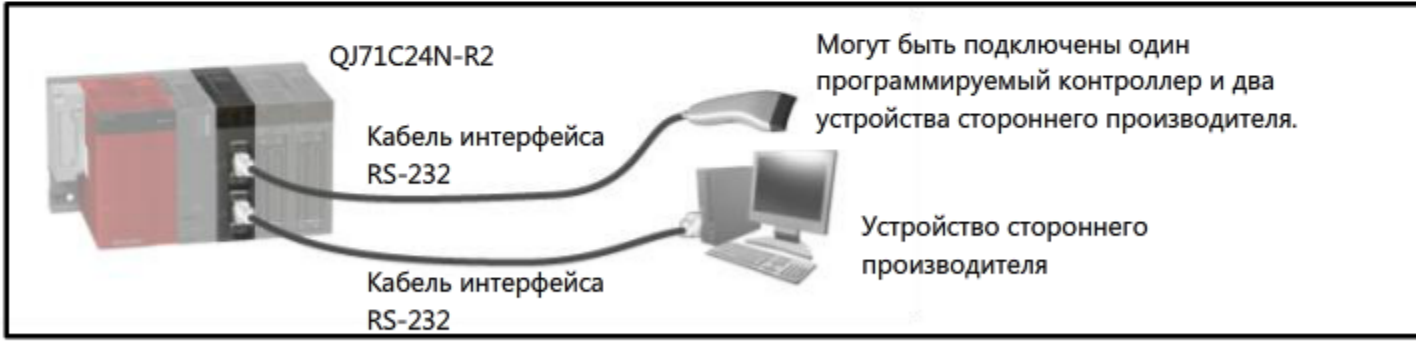 QJ71C24N-R2
Могут быть подключены один
программируемый контроллер и два
устройства стороннего производителя.
Кабель интерфейса
RS-232
Устройство стороннего
производителя
Кабель интерфейса
RS-232